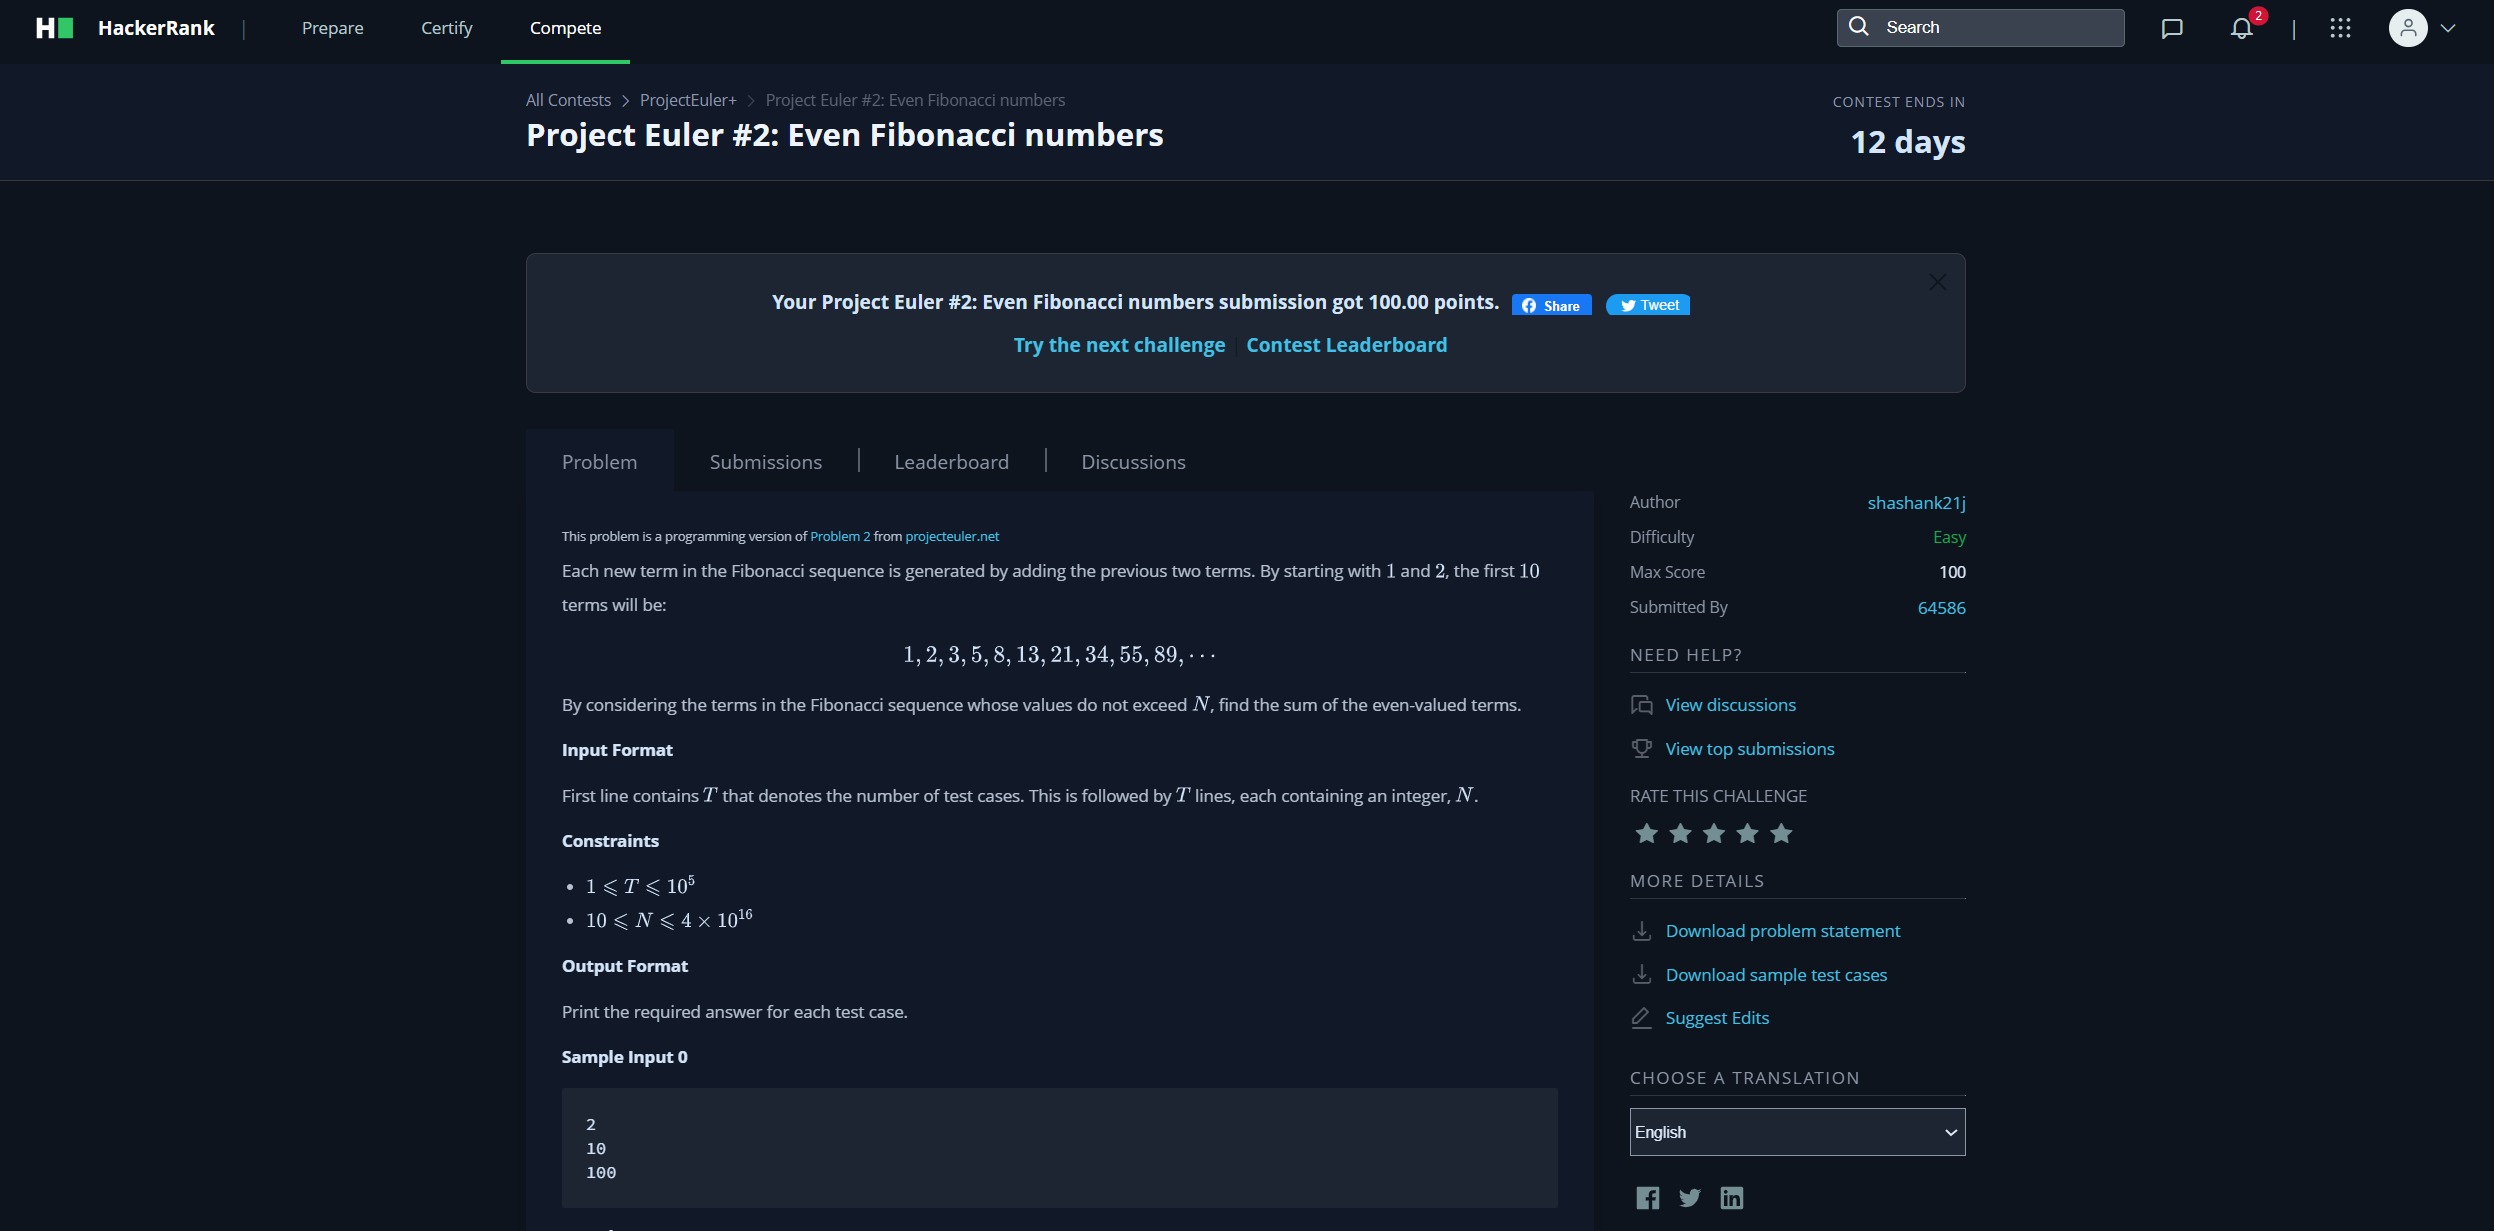 HackerRank | Prepare Certify Compete Search 2 |
All Contests > ProjectEuler+ > Project Euler #2: Even Fibonacci numbers
Project Euler #2: Even Fibonacci numbers
CONTEST ENDS IN
12 days
Your Project Euler #2: Even Fibonacci numbers submission got 100.00 points. Share Tweet
Try the next challenge | Contest Leaderboard
Problem Submissions | Leaderboard | Discussions
This problem is a programming version of Problem 2 from projecteuler.net
Each new term in the Fibonacci sequence is generated by adding the previous two terms. By starting with 1 and 2, the first 10
terms will be:
1, 2, 3, 5, 8, 13, 21, 34, 55, 89, ⋯
By considering the terms in the Fibonacci sequence whose values do not exceed N, find the sum of the even-valued terms.
Input Format
First line contains T that denotes the number of test cases. This is followed by T lines, each containing an integer, N.
Constraints
• 1 ⩽ T ⩽ 10⁵
• 10 ⩽ N ⩽ 4 × 10¹⁶
Output Format
Print the required answer for each test case.
Sample Input 0
2
10
100
Author shashank21j
Difficulty Easy
Max Score 100
Submitted By 64586
NEED HELP?
View discussions
View top submissions
RATE THIS CHALLENGE
MORE DETAILS
Download problem statement
Download sample test cases
Suggest Edits
CHOOSE A TRANSLATION
English